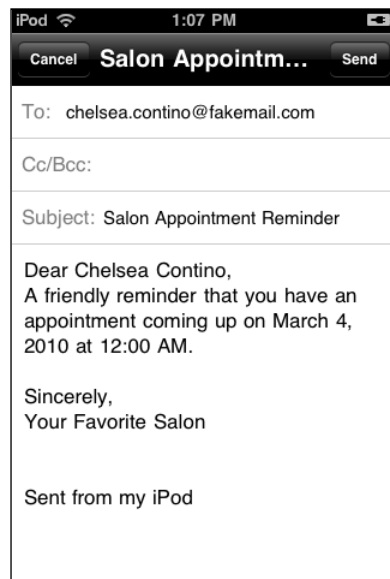 iPod 1:07 PM
Cancel Salon Appointm... Send
To: chelsea.contino@fakemail.com
Cc/Bcc:
Subject: Salon Appointment Reminder
Dear Chelsea Contino,
A friendly reminder that you have an
appointment coming up on March 4,
2010 at 12:00 AM.
Sincerely,
Your Favorite Salon
Sent from my iPod